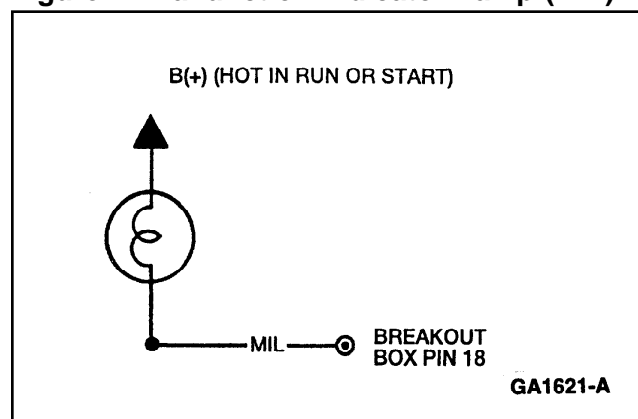 B(+) (HOT IN RUN OR START)
MIL
BREAKOUT
BOX PIN 18
GA1621-A